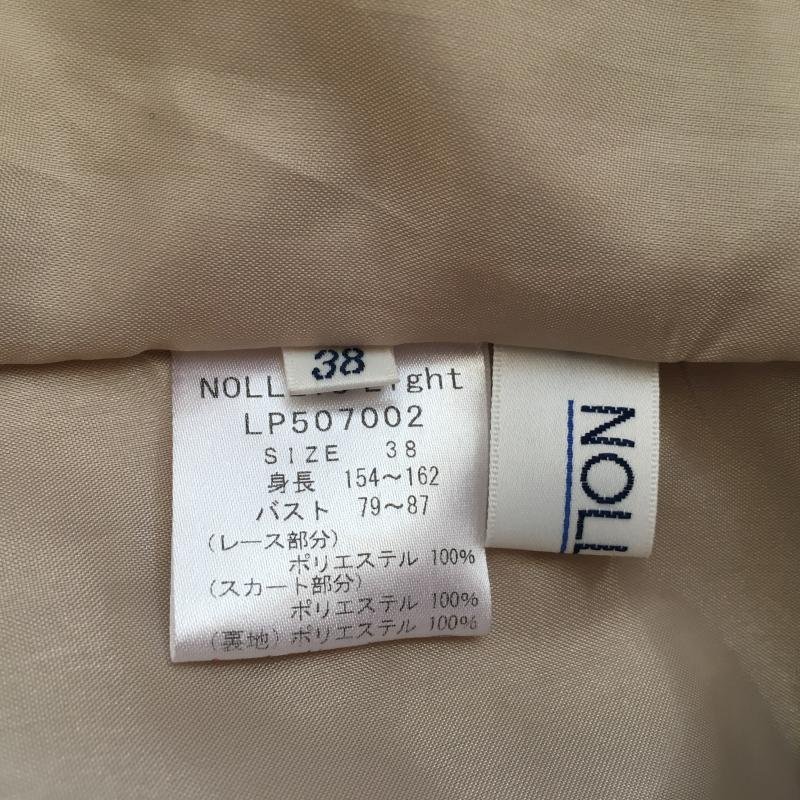 38
NOLL Light
LP507002
SIZE 38
身長 154～162
バスト 79～87
(レース部分)
ポリエステル 100%
(スカート部分)
ポリエステル 100%
(裏地) ポリエステル 100%
NOLL